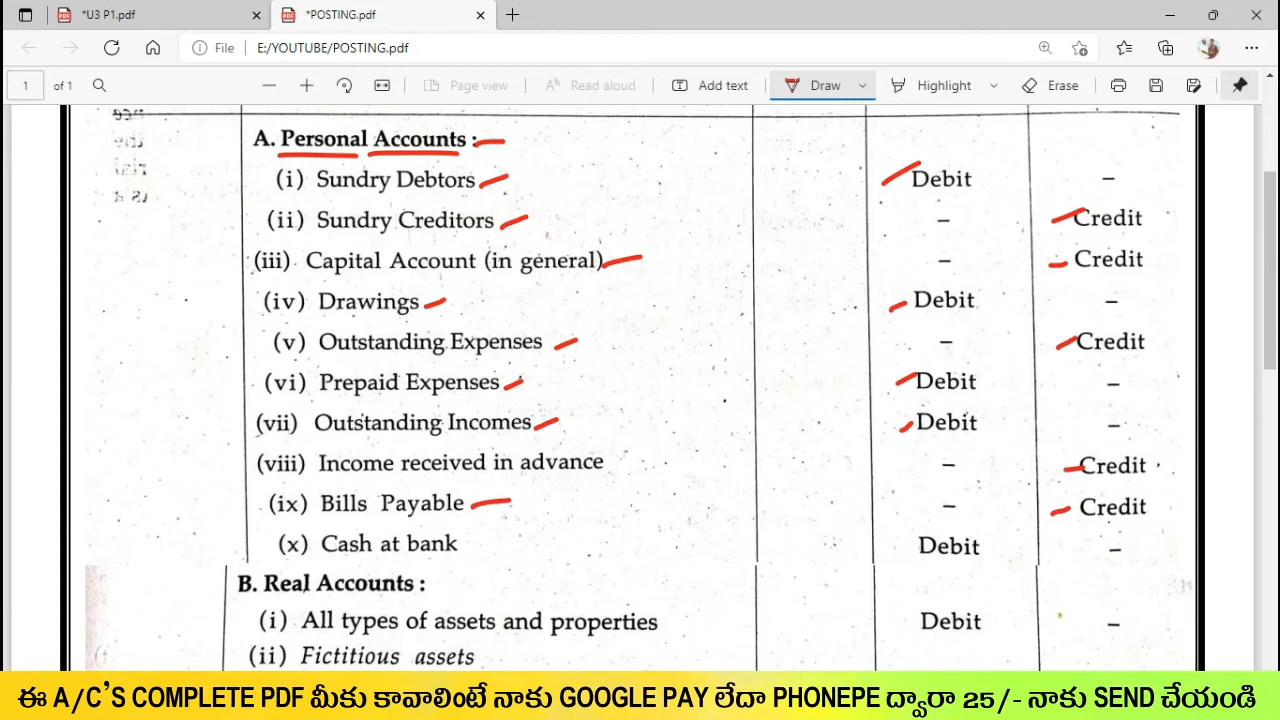 *U3 P1.pdf
*POSTING.pdf
File E:/YOUTUBE/POSTING.pdf
1 of 1 Page view Read aloud Add text Draw Highlight Erase
A. Personal Accounts :
(i) Sundry Debtors Debit –
(ii) Sundry Creditors – Credit
(iii) Capital Account (in general) – Credit
(iv) Drawings Debit –
(v) Outstanding Expenses – Credit
(vi) Prepaid Expenses Debit –
(vii) Outstanding Incomes Debit –
(viii) Income received in advance – Credit
(ix) Bills Payable – Credit
(x) Cash at bank Debit –
B. Real Accounts :
(i) All types of assets and properties Debit –
(ii) Fictitious assets
ఈ A/C'S COMPLETE PDF మీకు కావాలింటే నాకు GOOGLE PAY లేదా PHONEPE ద్వారా 25/- నాకు SEND చేయండి